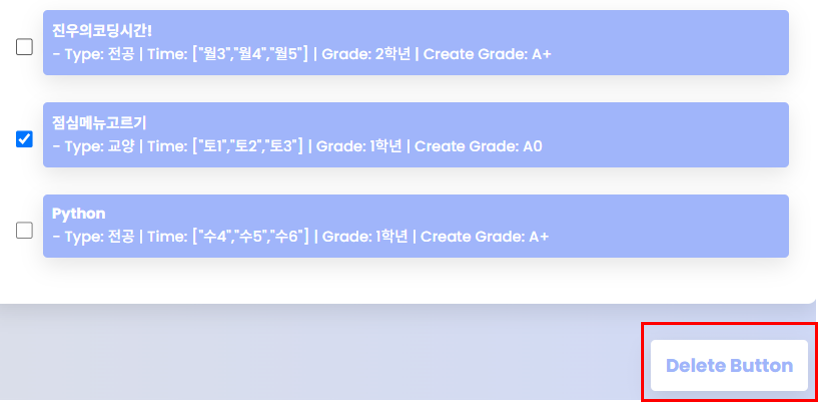 진우의코딩시간!
- Type: 전공 | Time: ["월3","월4","월5"] | Grade: 2학년 | Create Grade: A+
점심메뉴고르기
- Type: 교양 | Time: ["토1","토2","토3"] | Grade: 1학년 | Create Grade: A0
Python
- Type: 전공 | Time: ["수4","수5","수6"] | Grade: 1학년 | Create Grade: A+
Delete Button